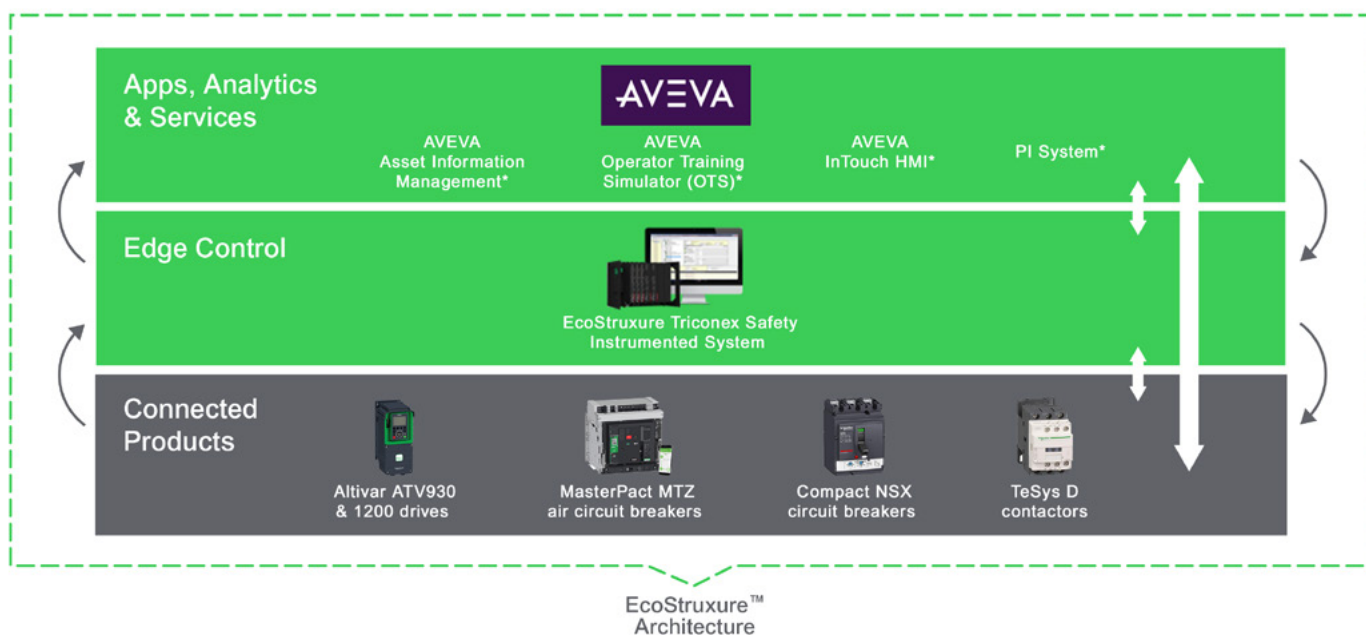 Apps, Analytics
& Services
AVEVA
AVEVA
Asset Information
Management*
AVEVA
Operator Training
Simulator (OTS)*
AVEVA
InTouch HMI*
PI System*
Edge Control
EcoStruxure Triconex Safety
Instrumented System
Connected
Products
Altivar ATV930
& 1200 drives
MasterPact MTZ
air circuit breakers
Compact NSX
circuit breakers
TeSys D
contactors
EcoStruxure™
Architecture